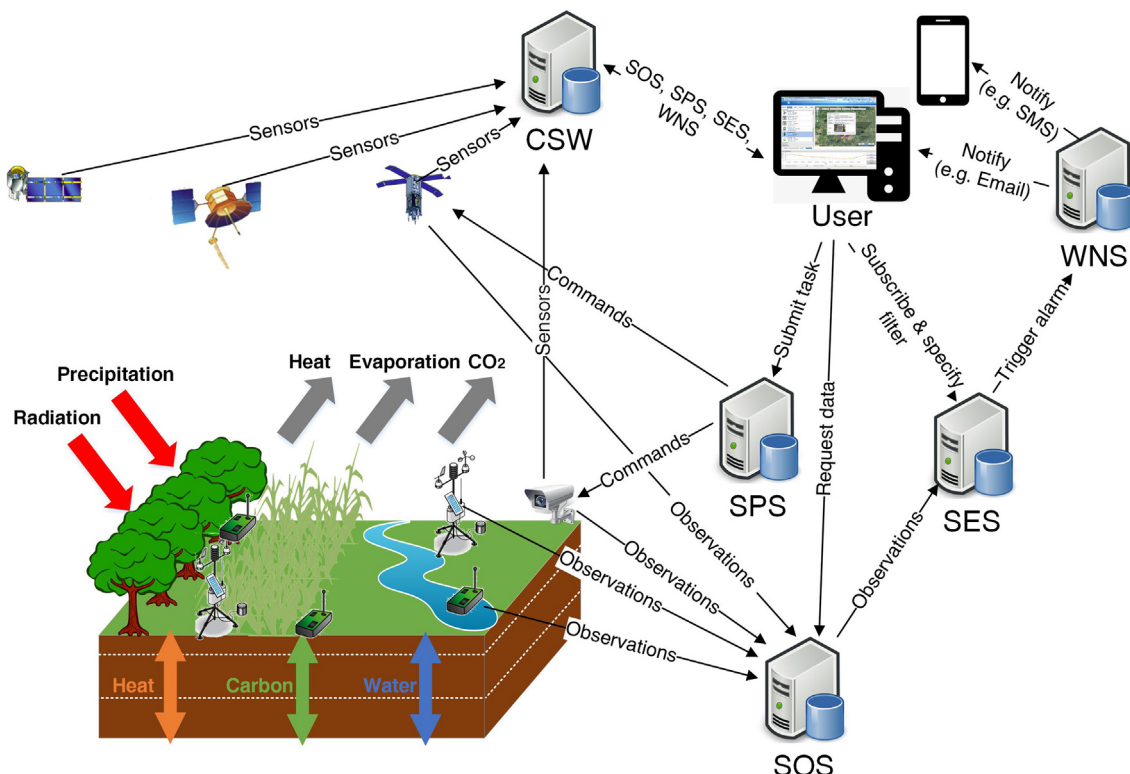 CSW
Sensors
Sensors
Sensors
SOS, SPS, SES,
WNS
User
Notify
(e.g. SMS)
Notify
(e.g. Email)
WNS
Commands
Sensors
Submit task
Subscribe & specify
filter
Trigger alarm
Request data
Precipitation
Radiation
Heat
Evaporation
CO2
Commands
SPS
SES
Observations
Observations
Observations
Observations
Observations
Heat
Carbon
Water
SOS